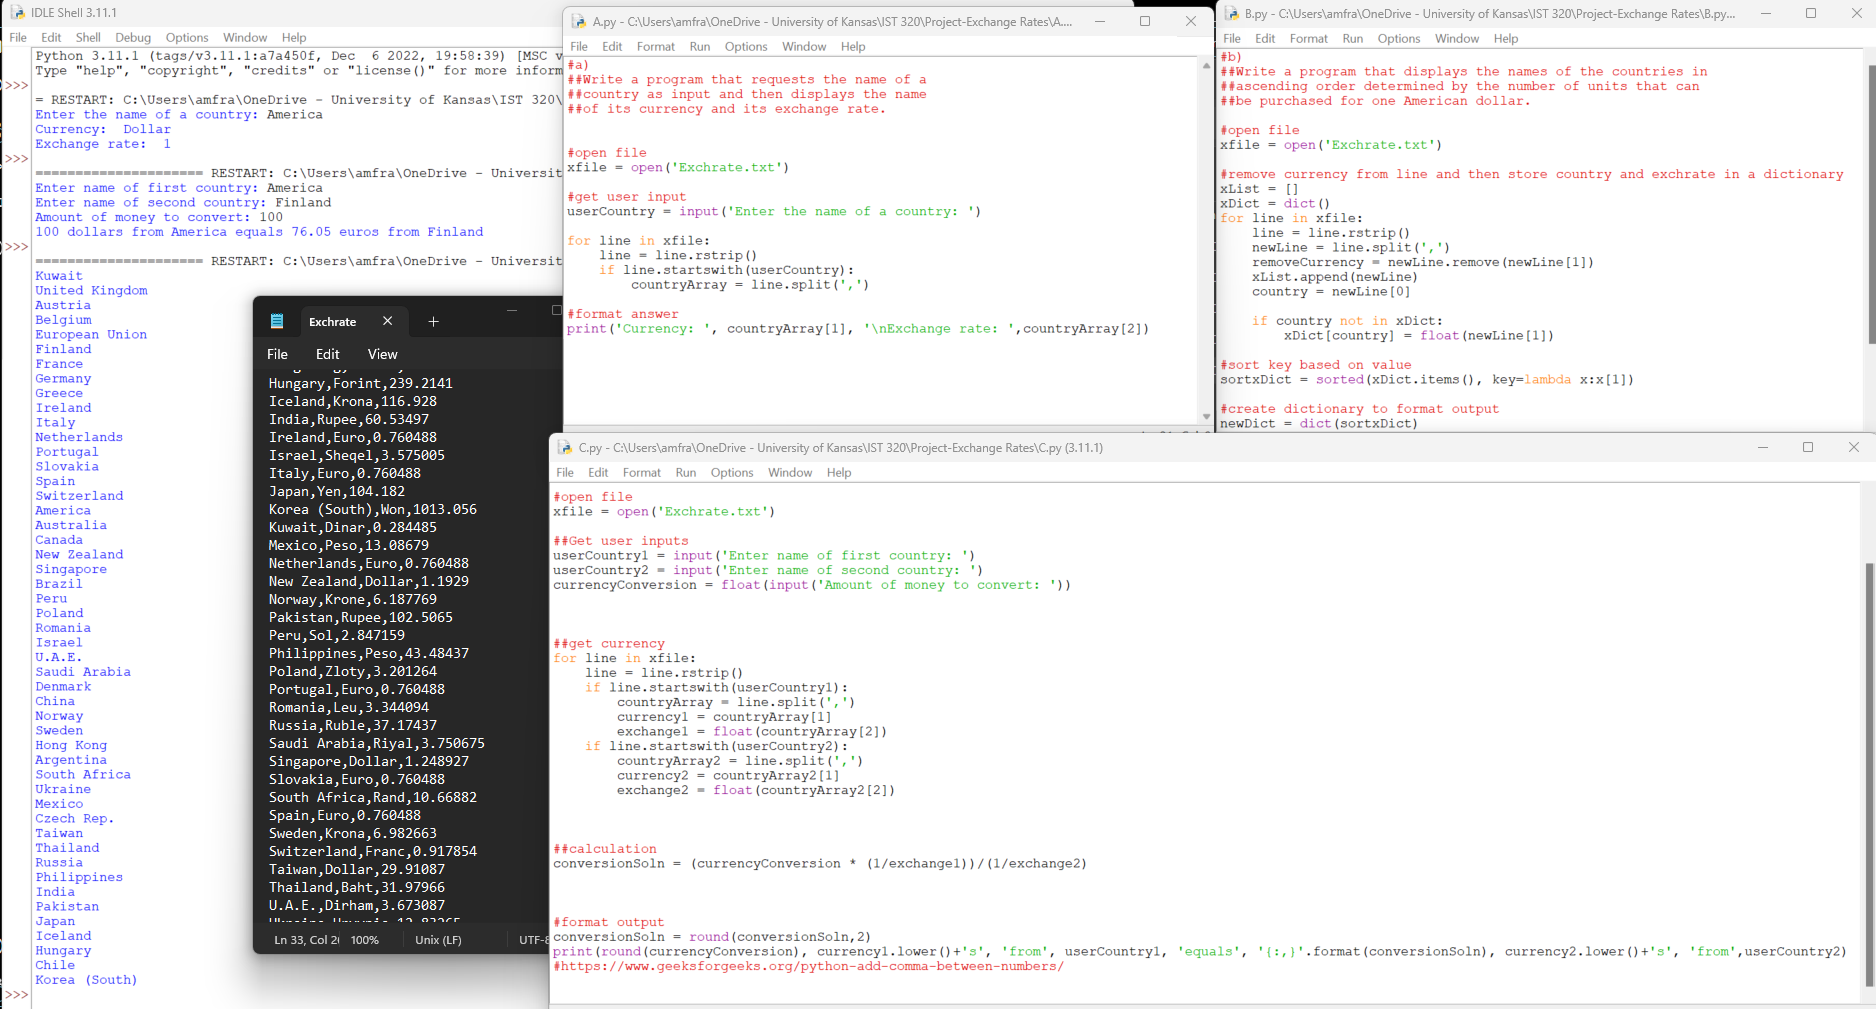 IDLE Shell 3.11.1
File Edit Shell Debug Options Window Help
Python 3.11.1 (tags/v3.11.1:a7a450f, Dec  6 2022, 19:58:39) [MSC v
Type "help", "copyright", "credits" or "license()" for more inform
>>>
= RESTART: C:\Users\amfra\OneDrive - University of Kansas\IST 320\
Enter the name of a country: America
Currency:  Dollar
Exchange rate:  1
>>>
===================== RESTART: C:\Users\amfra\OneDrive - Universit
Enter name of first country: America
Enter name of second country: Finland
Amount of money to convert: 100
100 dollars from America equals 76.05 euros from Finland
>>>
===================== RESTART: C:\Users\amfra\OneDrive - Universit
Kuwait
United Kingdom
Austria
Belgium
European Union
Finland
France
Germany
Greece
Ireland
Italy
Netherlands
Portugal
Slovakia
Spain
Switzerland
America
Australia
Canada
New Zealand
Singapore
Brazil
Peru
Poland
Romania
Israel
U.A.E.
Saudi Arabia
Denmark
China
Norway
Sweden
Hong Kong
Argentina
South Africa
Ukraine
Mexico
Czech Rep.
Taiwan
Thailand
Russia
Philippines
India
Pakistan
Japan
Iceland
Hungary
Chile
Korea (South)
>>>
Exchrate
File Edit View
Hungary,Forint,239.2141
Iceland,Krona,116.928
India,Rupee,60.53497
Ireland,Euro,0.760488
Israel,Sheqel,3.575005
Italy,Euro,0.760488
Japan,Yen,104.182
Korea (South),Won,1013.056
Kuwait,Dinar,0.284485
Mexico,Peso,13.08679
Netherlands,Euro,0.760488
New Zealand,Dollar,1.1929
Norway,Krone,6.187769
Pakistan,Rupee,102.5065
Peru,Sol,2.847159
Philippines,Peso,43.48437
Poland,Zloty,3.201264
Portugal,Euro,0.760488
Romania,Leu,3.344094
Russia,Ruble,37.17437
Saudi Arabia,Riyal,3.750675
Singapore,Dollar,1.248927
Slovakia,Euro,0.760488
South Africa,Rand,10.66882
Spain,Euro,0.760488
Sweden,Krona,6.982663
Switzerland,Franc,0.917854
Taiwan,Dollar,29.91087
Thailand,Baht,31.97966
U.A.E.,Dirham,3.673087
Ln 33, Col 2 100% Unix (LF) UTF-8
A.py - C:\Users\amfra\OneDrive - University of Kansas\IST 320\Project-Exchange Rates\A....
File Edit Format Run Options Window Help
#a)
##Write a program that requests the name of a
##country as input and then displays the name
##of its currency and its exchange rate.
#open file
xfile = open('Exchrate.txt')
#get user input
userCountry = input('Enter the name of a country: ')
for line in xfile:
    line = line.rstrip()
    if line.startswith(userCountry):
        countryArray = line.split(',')
#format answer
print('Currency: ', countryArray[1], '\nExchange rate: ',countryArray[2])
B.py - C:\Users\amfra\OneDrive - University of Kansas\IST 320\Project-Exchange Rates\B.py...
File Edit Format Run Options Window Help
#b)
##Write a program that displays the names of the countries in
##ascending order determined by the number of units that can
##be purchased for one American dollar.
#open file
xfile = open('Exchrate.txt')
#remove currency from line and then store country and exchrate in a dictionary
xList = []
xDict = dict()
for line in xfile:
    line = line.rstrip()
    newLine = line.split(',')
    removeCurrency = newLine.remove(newLine[1])
    xList.append(newLine)
    country = newLine[0]
    if country not in xDict:
        xDict[country] = float(newLine[1])
#sort key based on value
sortxDict = sorted(xDict.items(), key=lambda x:x[1])
#create dictionary to format output
newDict = dict(sortxDict)
C.py - C:\Users\amfra\OneDrive - University of Kansas\IST 320\Project-Exchange Rates\C.py (3.11.1)
File Edit Format Run Options Window Help
#open file
xfile = open('Exchrate.txt')
##Get user inputs
userCountry1 = input('Enter name of first country: ')
userCountry2 = input('Enter name of second country: ')
currencyConversion = float(input('Amount of money to convert: '))
##get currency
for line in xfile:
    line = line.rstrip()
    if line.startswith(userCountry1):
        countryArray = line.split(',')
        currency1 = countryArray[1]
        exchange1 = float(countryArray[2])
    if line.startswith(userCountry2):
        countryArray2 = line.split(',')
        currency2 = countryArray2[1]
        exchange2 = float(countryArray2[2])
##calculation
conversionSoln = (currencyConversion * (1/exchange1))/(1/exchange2)
#format output
conversionSoln = round(conversionSoln,2)
print(round(currencyConversion), currency1.lower()+'s', 'from', userCountry1, 'equals', '{:,}'.format(conversionSoln), currency2.lower()+'s', 'from',userCountry2)
#https://www.geeksforgeeks.org/python-add-comma-between-numbers/